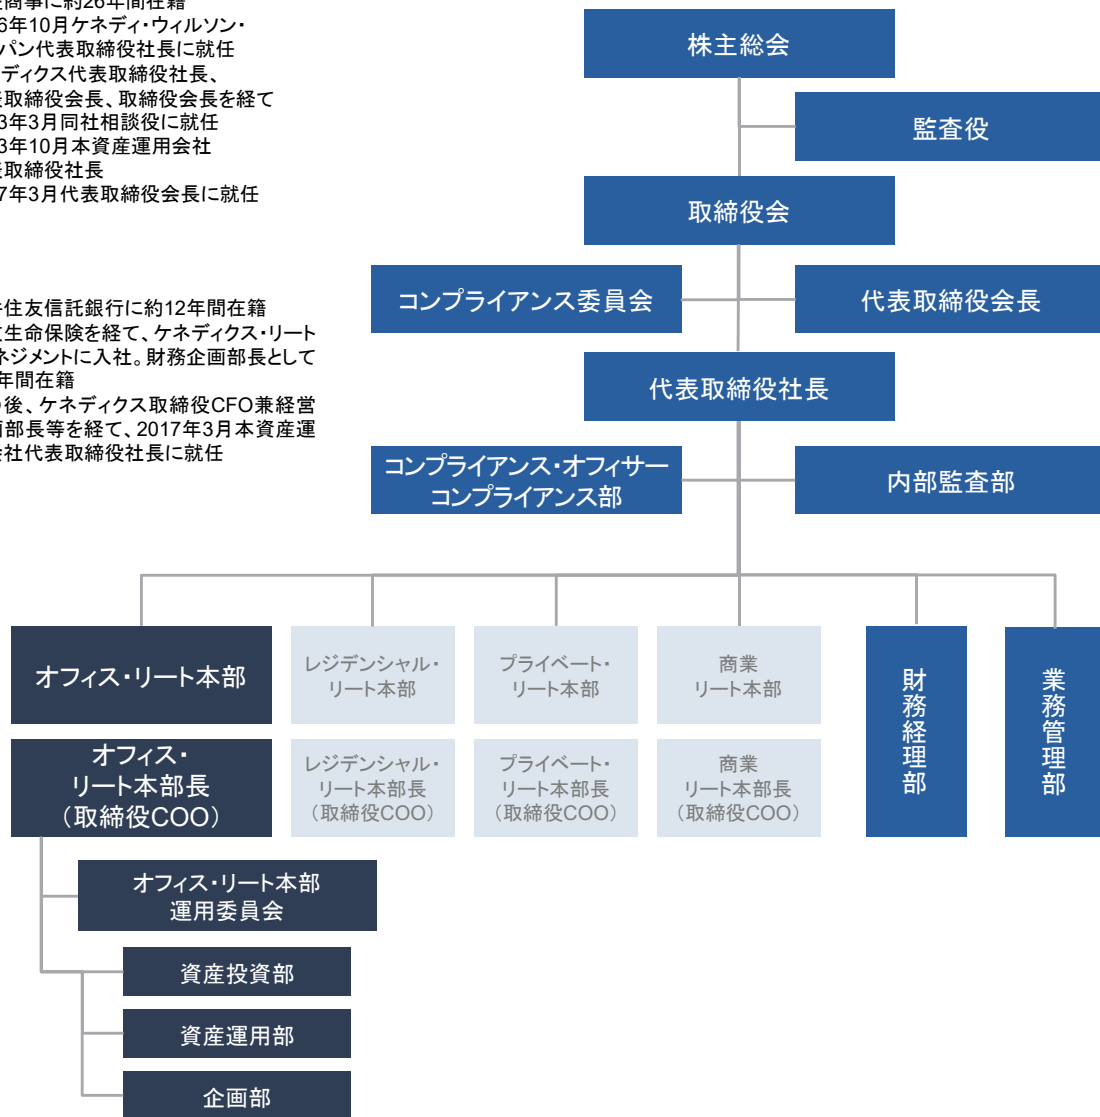 商事に約26年間在籍
6年10月ケネディ・ウィルソン・
パン代表取締役社長に就任
ディクス代表取締役社長、
取締役会長、取締役会長を経て
3年3月同社相談役に就任
3年10月本資産運用会社
取締役社長
7年3月代表取締役会長に就任
住友信託銀行に約12年間在籍
生命保険を経て、ケネディクス・リート
ネジメントに入社。財務企画部長として
年間在籍
後、ケネディクス取締役CFO兼経営
部長等を経て、2017年3月本資産運
会社代表取締役社長に就任
株主総会
監査役
取締役会
コンプライアンス委員会
代表取締役会長
代表取締役社長
コンプライアンス・オフィサー
コンプライアンス部
内部監査部
オフィス・リート本部
レジデンシャル・
リート本部
プライベート・
リート本部
商業
リート本部
財務経理部
業務管理部
オフィス・
リート本部長
（取締役COO）
レジデンシャル・
リート本部長
（取締役COO）
プライベート・
リート本部長
（取締役COO）
商業
リート本部長
（取締役COO）
オフィス・リート本部
運用委員会
資産投資部
資産運用部
企画部